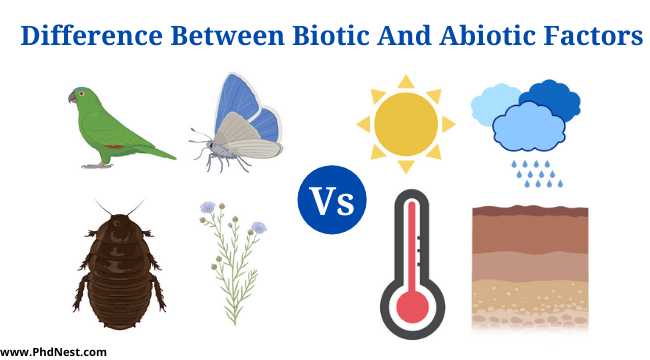 Difference Between Biotic And Abiotic Factors
Vs
www.PhdNest.com